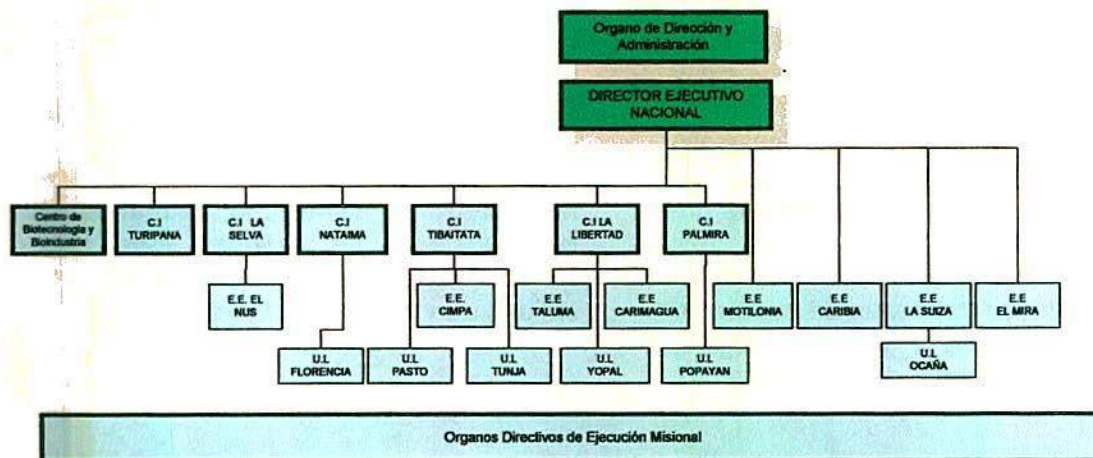 Organo de Dirección y
Administración
DIRECTOR EJECUTIVO
NACIONAL
Centro de
Biotecnologia y
Bioindustria
C.I
TURIPANA
C.I LA
SELVA
C.I
NATAIMA
C.I
TIBAITATA
C.I LA
LIBERTAD
C.I
PALMIRA
E.E. EL
NUS
E.E.
CIMPA
E.E
TALUMA
E.E
CARIMAGUA
E.E
MOTILONIA
E.E
CARIBIA
E.E
LA SUIZA
E.E
EL MIRA
U.L
FLORENCIA
U.L
PASTO
U.L
TUNJA
U.L
YOPAL
U.L
POPAYAN
U.L
OCAÑA
Organos Directivos de Ejecución Misional